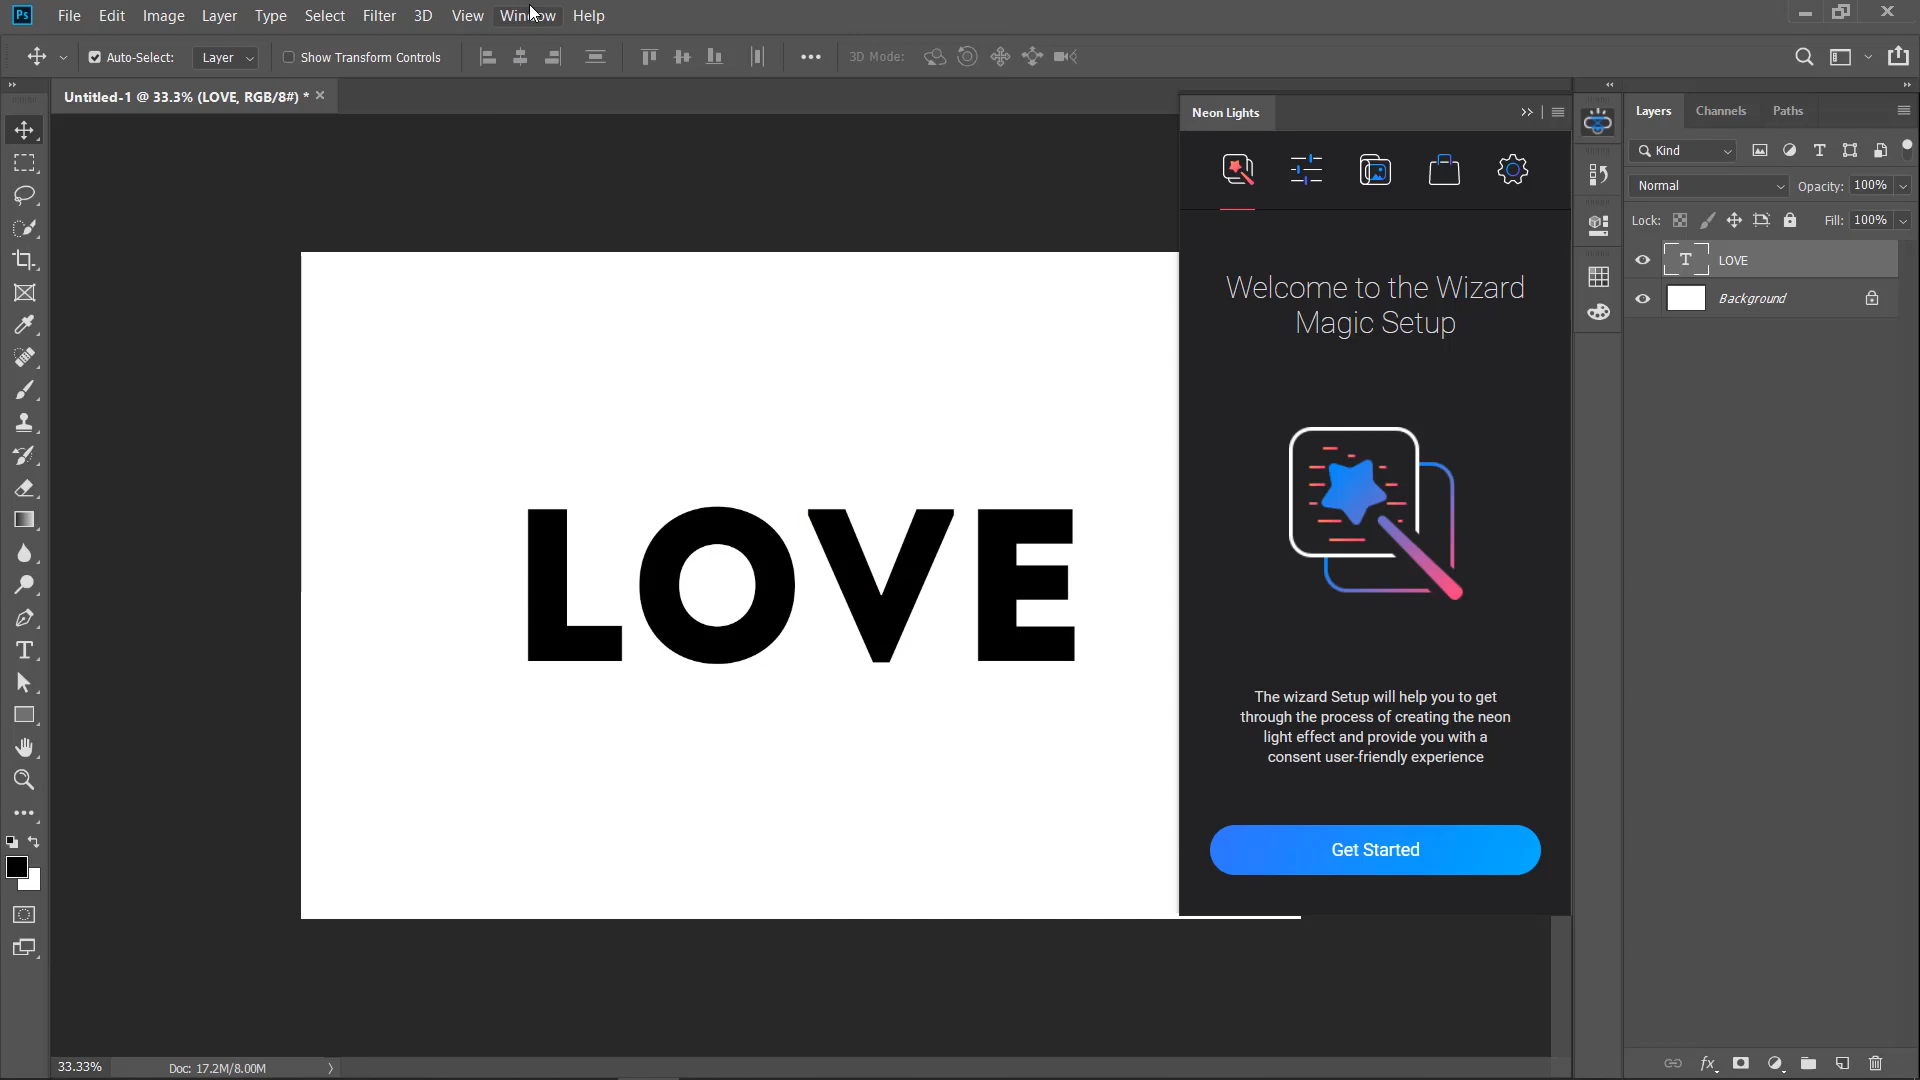 Ps File Edit Image Layer Type Select Filter 3D View Window Help
Auto-Select: Layer Show Transform Controls 3D Mode:
Untitled-1 @ 33.3% (LOVE, RGB/8#) *
Neon Lights
Welcome to the Wizard
Magic Setup
The wizard Setup will help you to get
through the process of creating the neon
light effect and provide you with a
consent user-friendly experience
Get Started
LOVE
Layers Channels Paths
Kind
Normal Opacity: 100%
Lock: Fill: 100%
T LOVE
Background
33.33% Doc: 17.2M/8.00M
fx